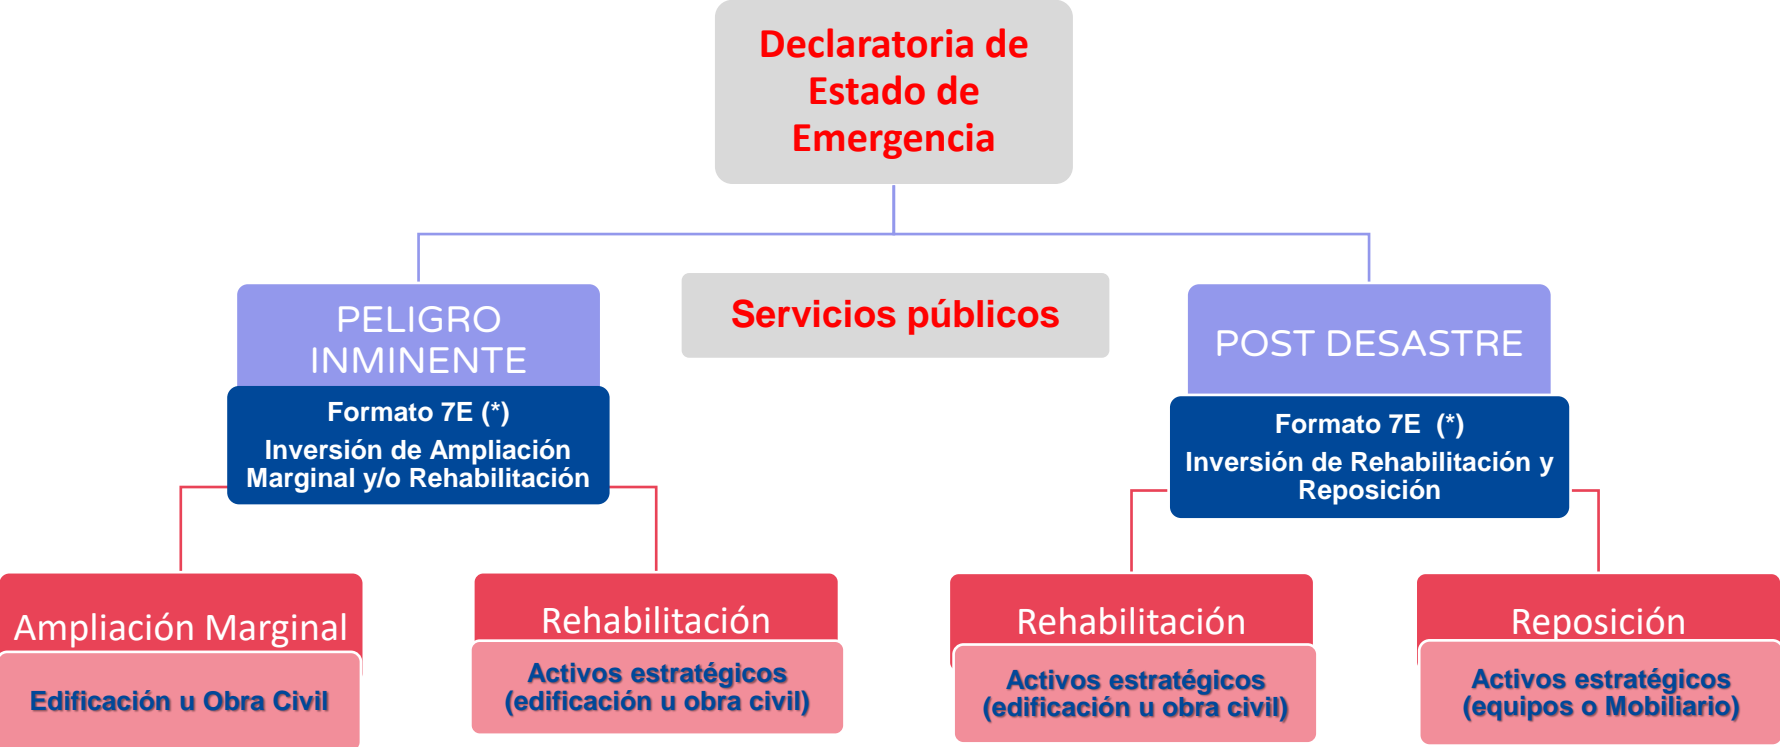 Declaratoria de
Estado de
Emergencia
Servicios públicos
PELIGRO
INMINENTE
Formato 7E (*)
Inversión de Ampliación
Marginal y/o Rehabilitación
POST DESASTRE
Formato 7E  (*)
Inversión de Rehabilitación y
Reposición
Ampliación Marginal
Edificación u Obra Civil
Rehabilitación
Activos estratégicos
(edificación u obra civil)
Rehabilitación
Activos estratégicos
(edificación u obra civil)
Reposición
Activos estratégicos
(equipos o Mobiliario)